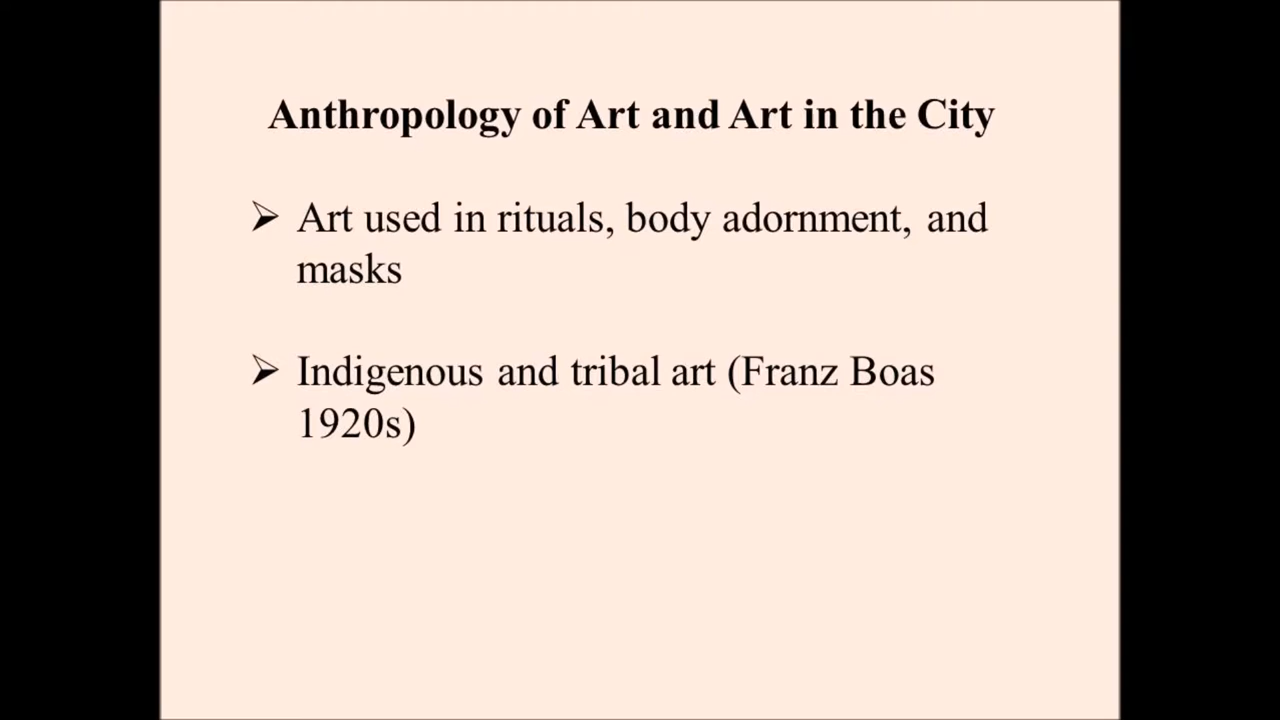 Anthropology of Art and Art in the City
➢ Art used in rituals, body adornment, and
masks
➢ Indigenous and tribal art (Franz Boas
1920s)